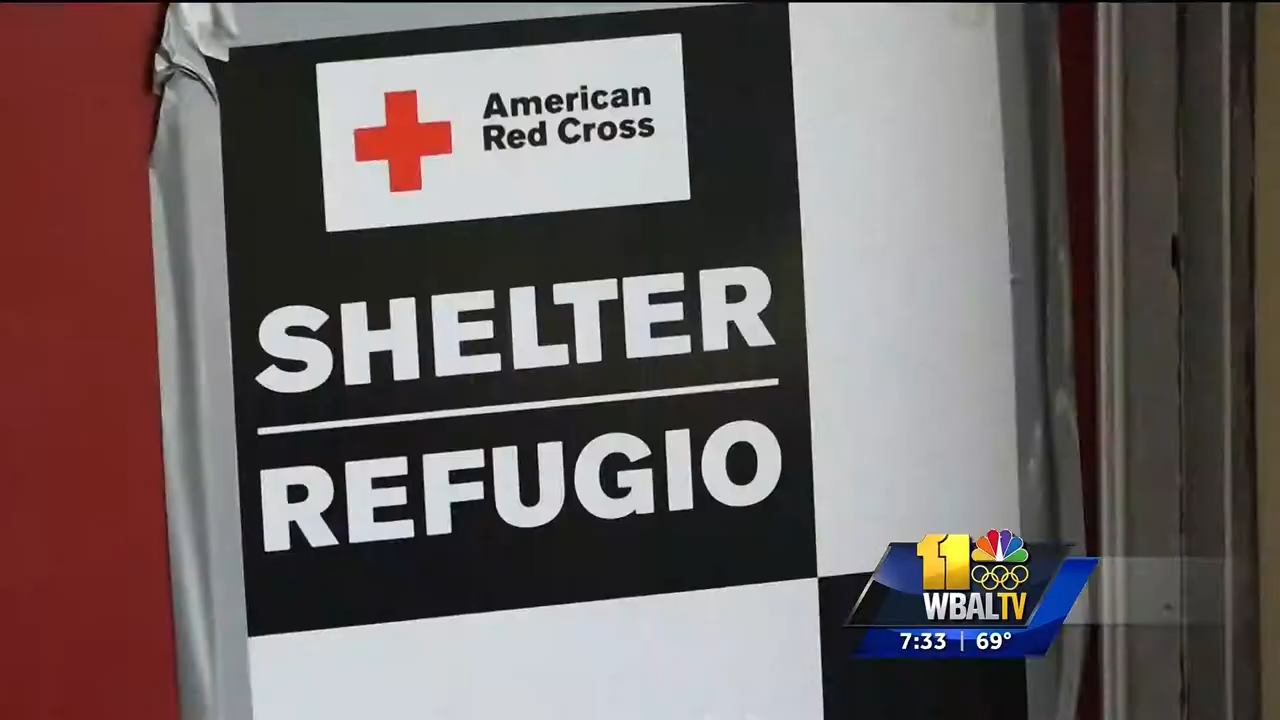 American
Red Cross
SHELTER
REFUGIO
11
WBALTV
7:33 | 69°